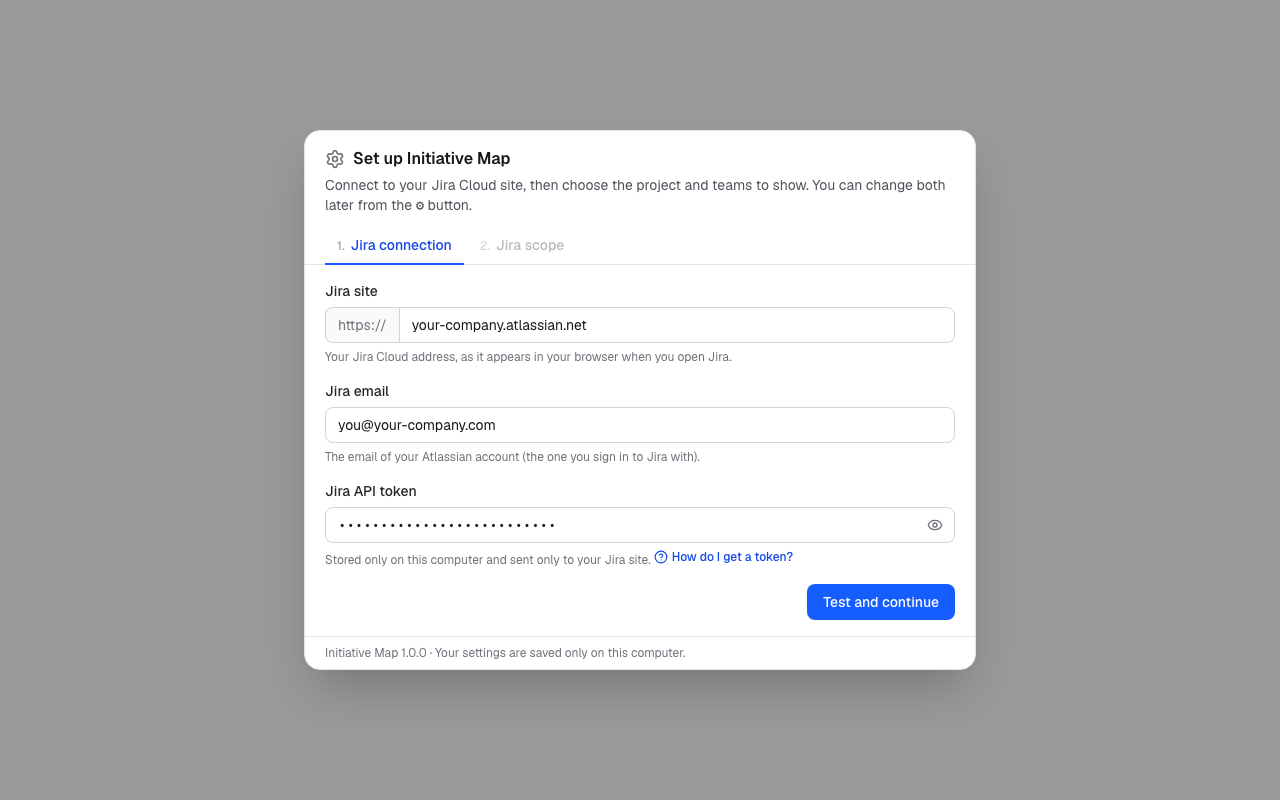 Set up Initiative Map
Connect to your Jira Cloud site, then choose the project and teams to show. You can change both
later from the ⚙ button.
1. Jira connection
2. Jira scope
Jira site
https:// your-company.atlassian.net
Your Jira Cloud address, as it appears in your browser when you open Jira.
Jira email
you@your-company.com
The email of your Atlassian account (the one you sign in to Jira with).
Jira API token
••••••••••••••••••••••••••
Stored only on this computer and sent only to your Jira site. How do I get a token?
Test and continue
Initiative Map 1.0.0 · Your settings are saved only on this computer.